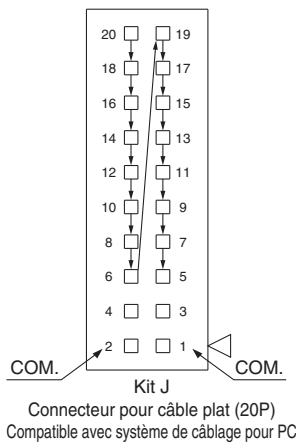 20 19
18 17
16 15
14 13
12 11
10 9
8 7
6 5
4 3
2 1
COM. COM.
Kit J
Connecteur pour câble plat (20P)
Compatible avec système de câblage pour PC